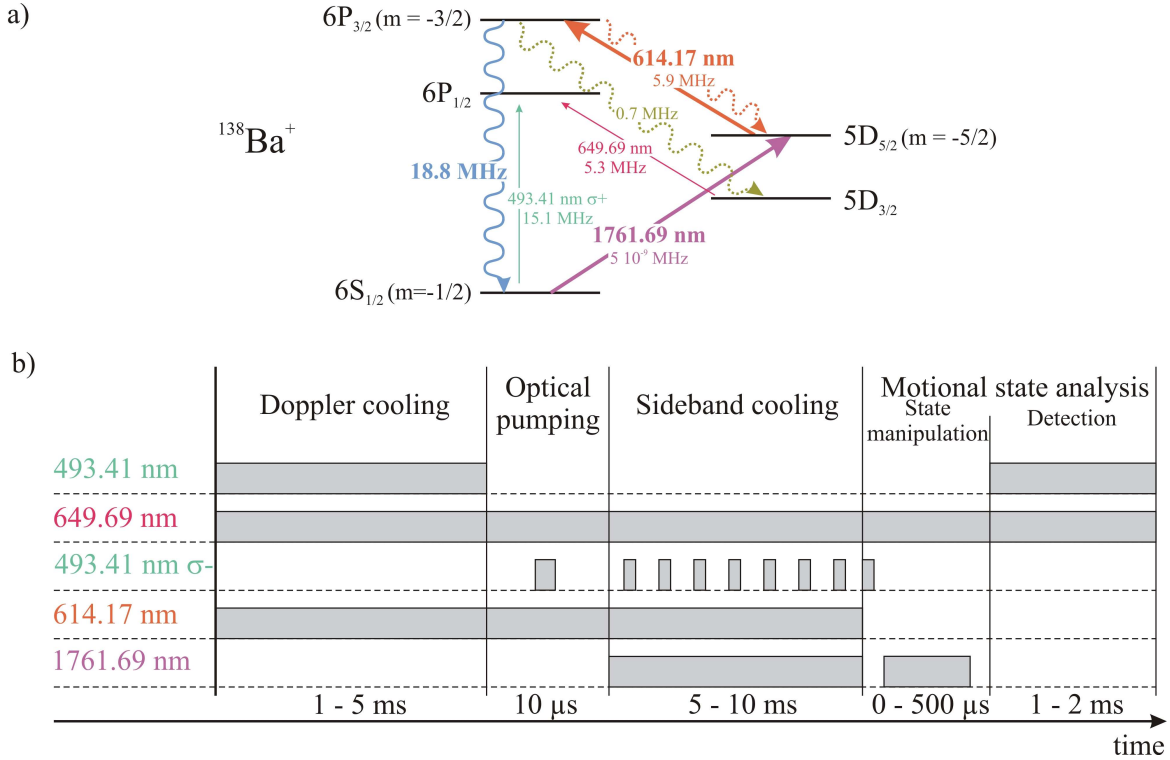 a)
6P3/2 (m = -3/2)
614.17 nm
5.9 MHz
6P1/2
0.7 MHz
138Ba+
5D5/2 (m = -5/2)
649.69 nm
5.3 MHz
18.8 MHz
493.41 nm σ+
15.1 MHz
5D3/2
1761.69 nm
5 10-9 MHz
6S1/2 (m=-1/2)
b)
Doppler cooling
Optical
pumping
Sideband cooling
Motional state analysis
State
manipulation
Detection
493.41 nm
649.69 nm
493.41 nm σ-
614.17 nm
1761.69 nm
1 - 5 ms
10 µs
5 - 10 ms
0 - 500 µs
1 - 2 ms
time